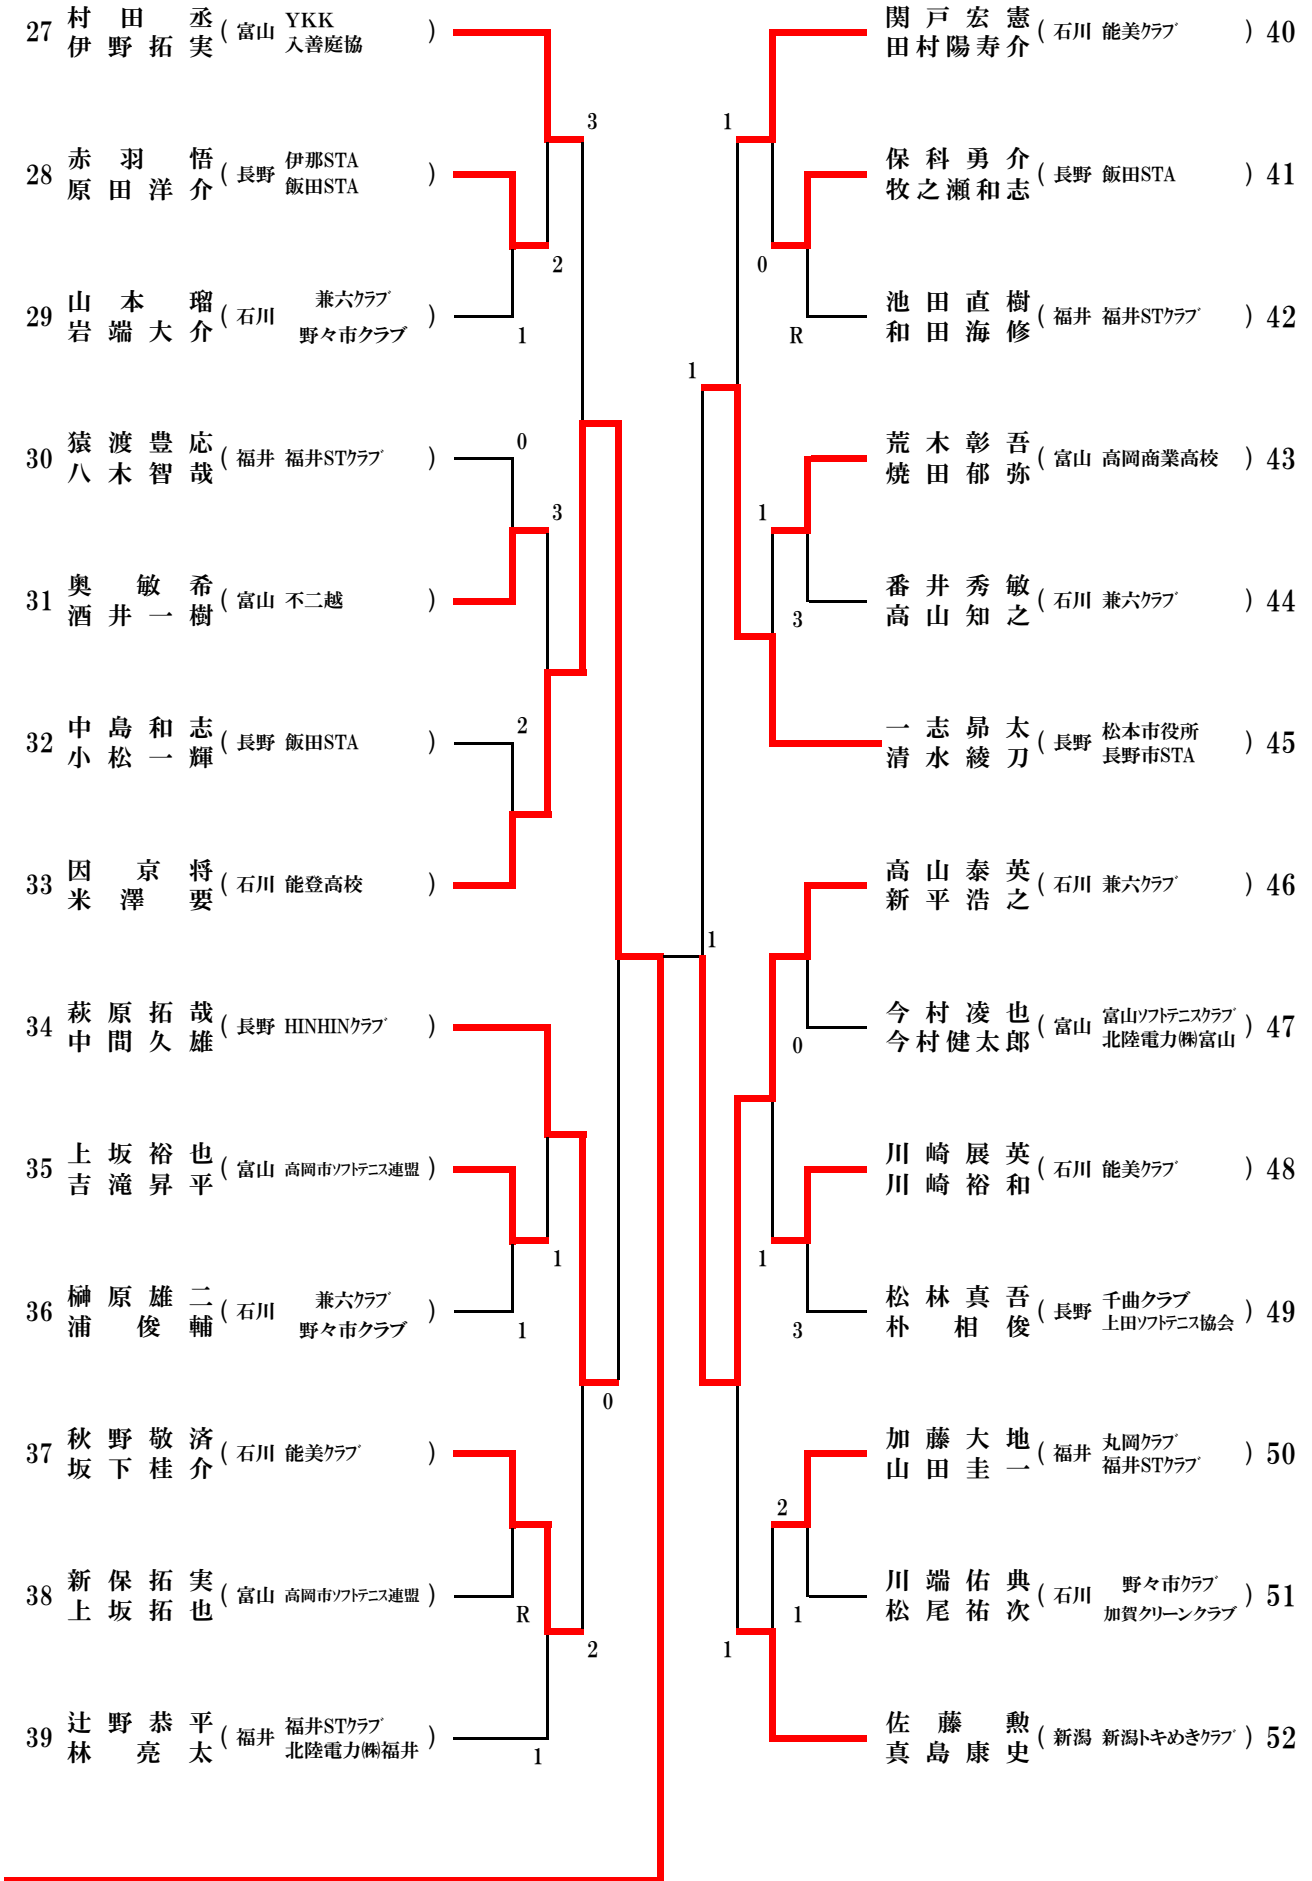 27 村田丞 伊野拓実 ( 富山 YKK 入善庭協 )
28 赤羽悟 原田洋介 ( 長野 伊那STA 飯田STA )
29 山本瑠 岩端大介 ( 石川 兼六クラブ 野々市クラブ )
30 猿渡豊応 八木智哉 ( 福井 福井STクラブ )
31 奥敏希 酒井一樹 ( 富山 不二越 )
32 中島和志 小松一輝 ( 長野 飯田STA )
33 因京将 米澤要 ( 石川 能登高校 )
34 萩原拓哉 中間久雄 ( 長野 HINHINクラブ )
35 上坂裕也 吉滝昇平 ( 富山 高岡市ソフトテニス連盟 )
36 榊原雄二 浦俊輔 ( 石川 兼六クラブ 野々市クラブ )
37 秋野敬済 坂下桂介 ( 石川 能美クラブ )
38 新保拓実 上坂拓也 ( 富山 高岡市ソフトテニス連盟 )
39 辻野恭平 林亮太 ( 福井 福井STクラブ 北陸電力㈱福井 )
3
2
1
0
3
2
1
1
0
R
2
1
1
関戸宏憲 田村陽寿介 ( 石川 能美クラブ ) 40
保科勇介 牧之瀬和志 ( 長野 飯田STA ) 41
池田直樹 和田海修 ( 福井 福井STクラブ ) 42
荒木彰吾 焼田郁弥 ( 富山 高岡商業高校 ) 43
番井秀敏 高山知之 ( 石川 兼六クラブ ) 44
一志昴太 清水綾刀 ( 長野 松本市役所 長野市STA ) 45
高山泰英 新平浩之 ( 石川 兼六クラブ ) 46
今村凌也 今村健太郎 ( 富山 富山ソフトテニスクラブ 北陸電力㈱富山 ) 47
川崎展英 川崎裕和 ( 石川 能美クラブ ) 48
松林真吾 朴相俊 ( 長野 千曲クラブ 上田ソフトテニス協会 ) 49
加藤大地 山田圭一 ( 福井 丸岡クラブ 福井STクラブ ) 50
川端佑典 松尾祐次 ( 石川 野々市クラブ 加賀クリーンクラブ ) 51
佐藤勲 真島康史 ( 新潟 新潟トキめきクラブ ) 52
1
0
R
1
1
3
0
1
3
2
1
1